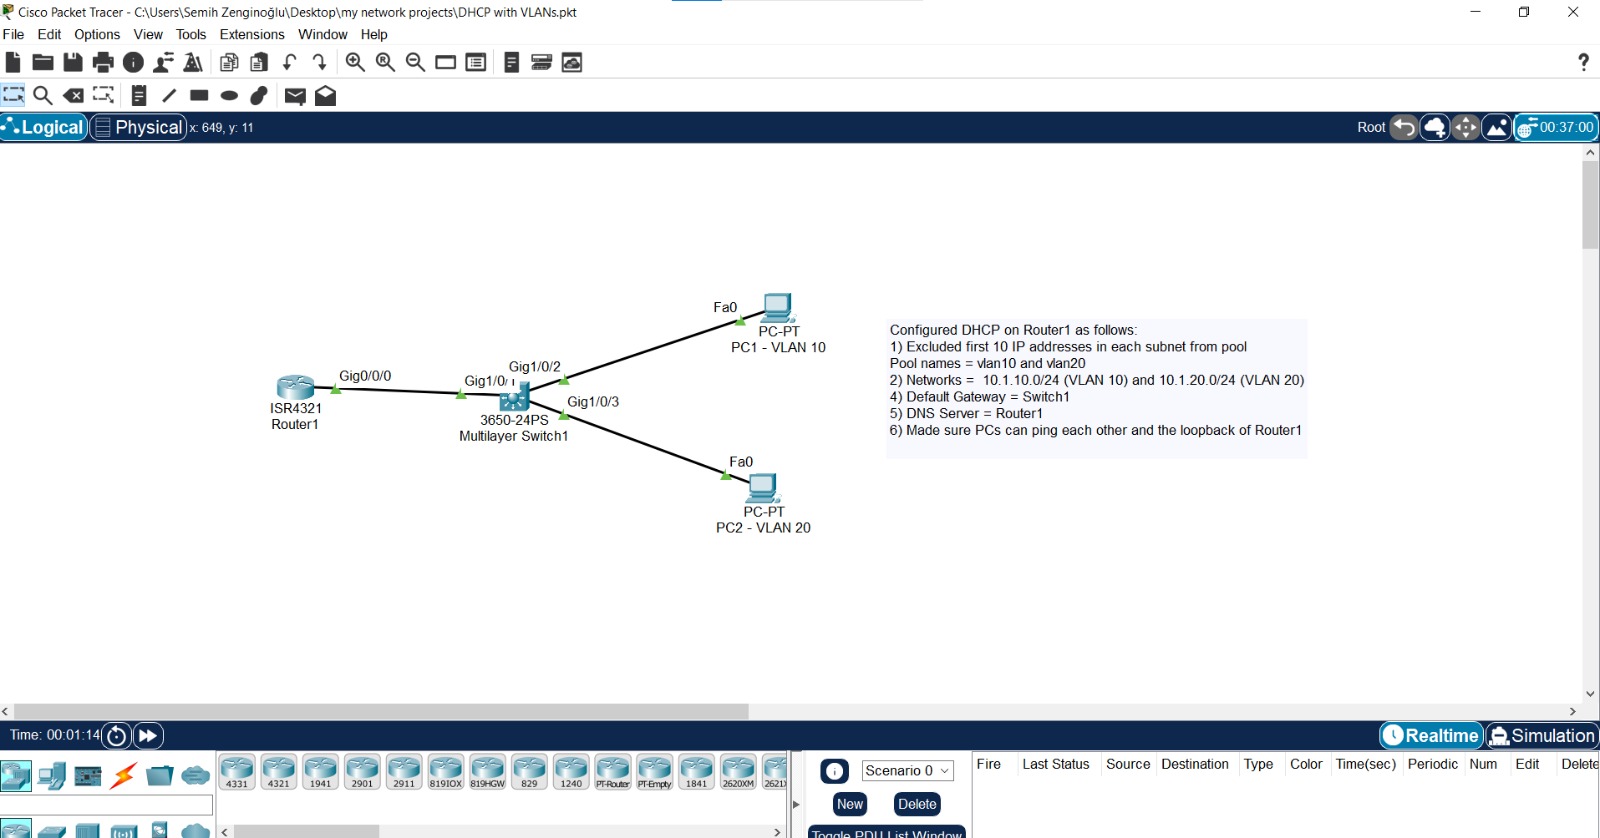 Cisco Packet Tracer - C:\Users\Semih Zenginoğlu\Desktop\my network projects\DHCP with VLANs.pkt
File Edit Options View Tools Extensions Window Help
?
Logical Physical x: 649, y: 11 Root 00:37:00
Fa0
PC-PT
PC1 - VLAN 10
Gig1/0/2
Gig0/0/0
Gig1/0/
ISR4321
Router1
Gig1/0/3
3650-24PS
Multilayer Switch1
Fa0
PC-PT
PC2 - VLAN 20
Configured DHCP on Router1 as follows:
1) Excluded first 10 IP addresses in each subnet from pool
Pool names = vlan10 and vlan20
2) Networks = 10.1.10.0/24 (VLAN 10) and 10.1.20.0/24 (VLAN 20)
4) Default Gateway = Switch1
5) DNS Server = Router1
6) Made sure PCs can ping each other and the loopback of Router1
Time: 00:01:14 Realtime Simulation
4331 4321 1941 2901 2911 819IOX 819HGW 829 1240 PT-Router PT-Empty 1841 2620XM 2621
Scenario 0
New Delete
Toggle PDU List Window
Fire Last Status Source Destination Type Color Time(sec) Periodic Num Edit Delete